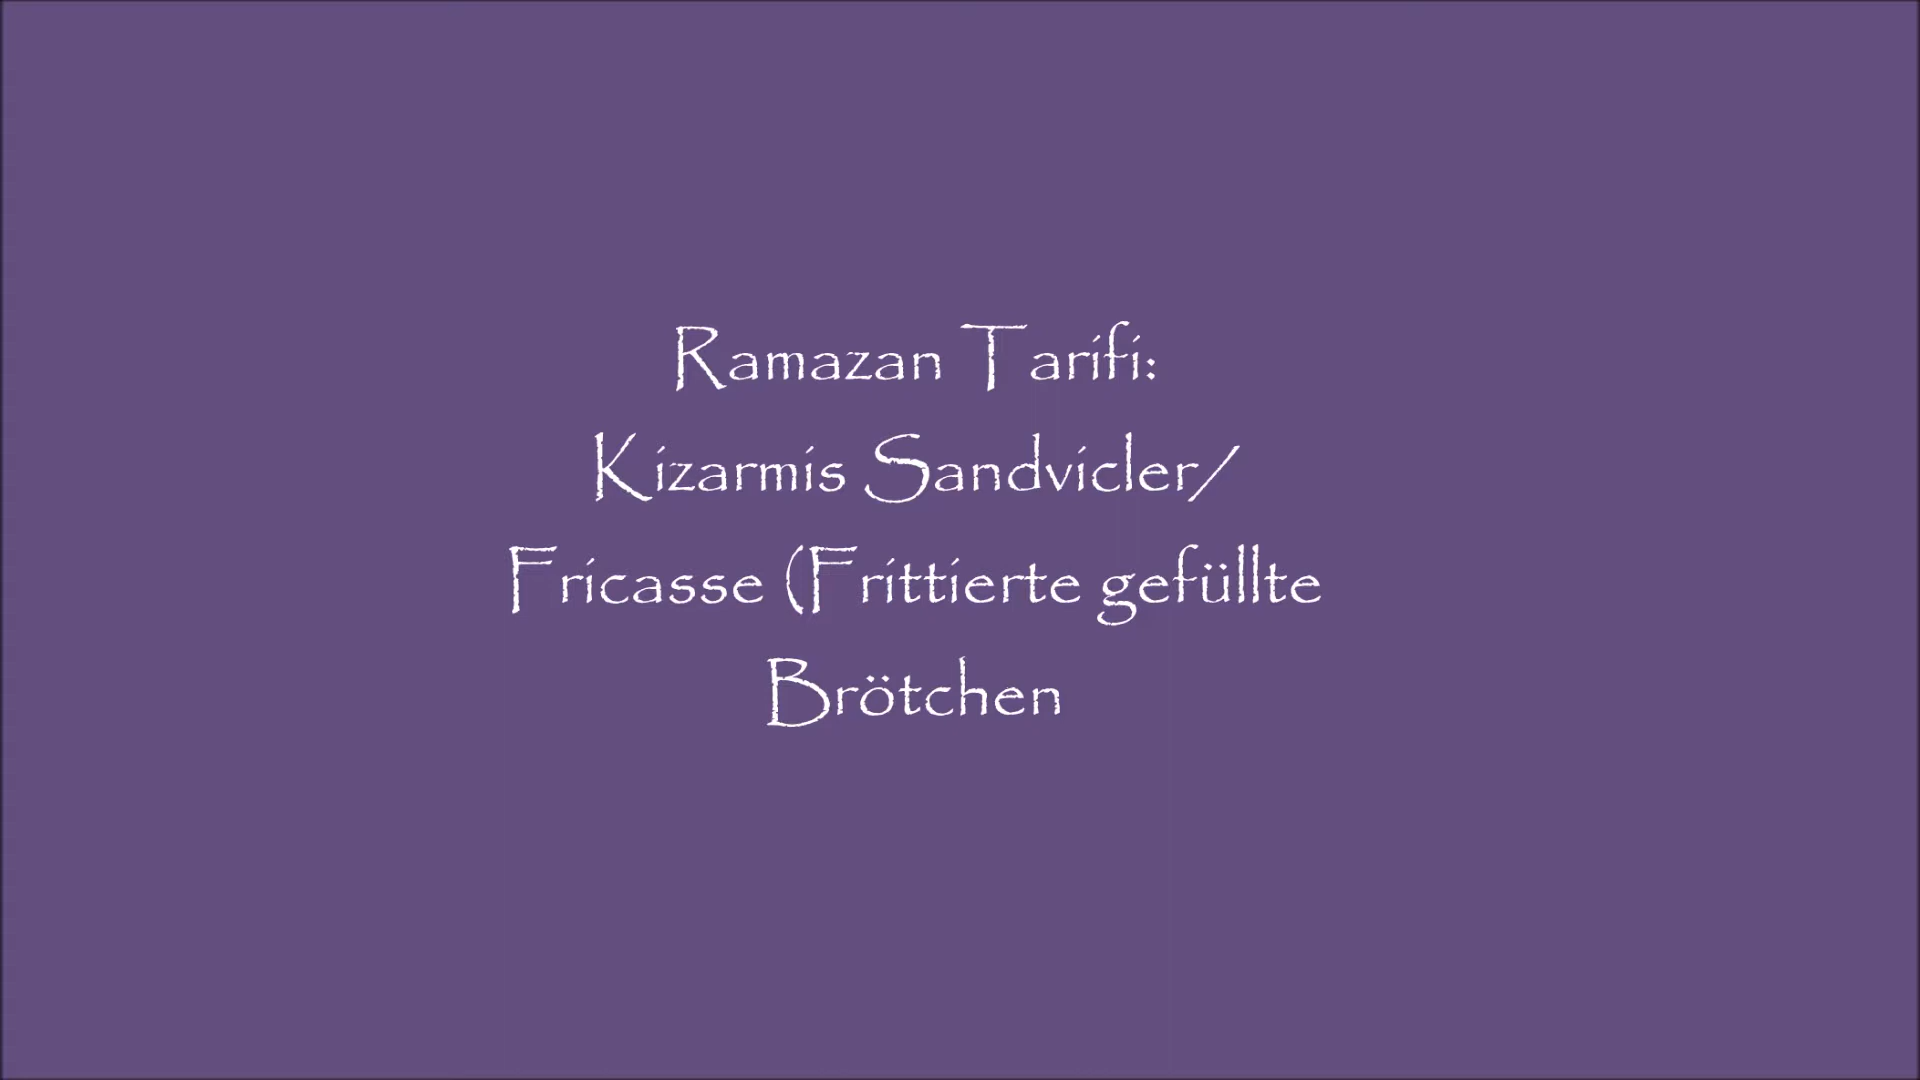 Ramazan Tarifi:
Kizarmis Sandvicler/
Fricasse (Frittierte gefüllte
Brötchen